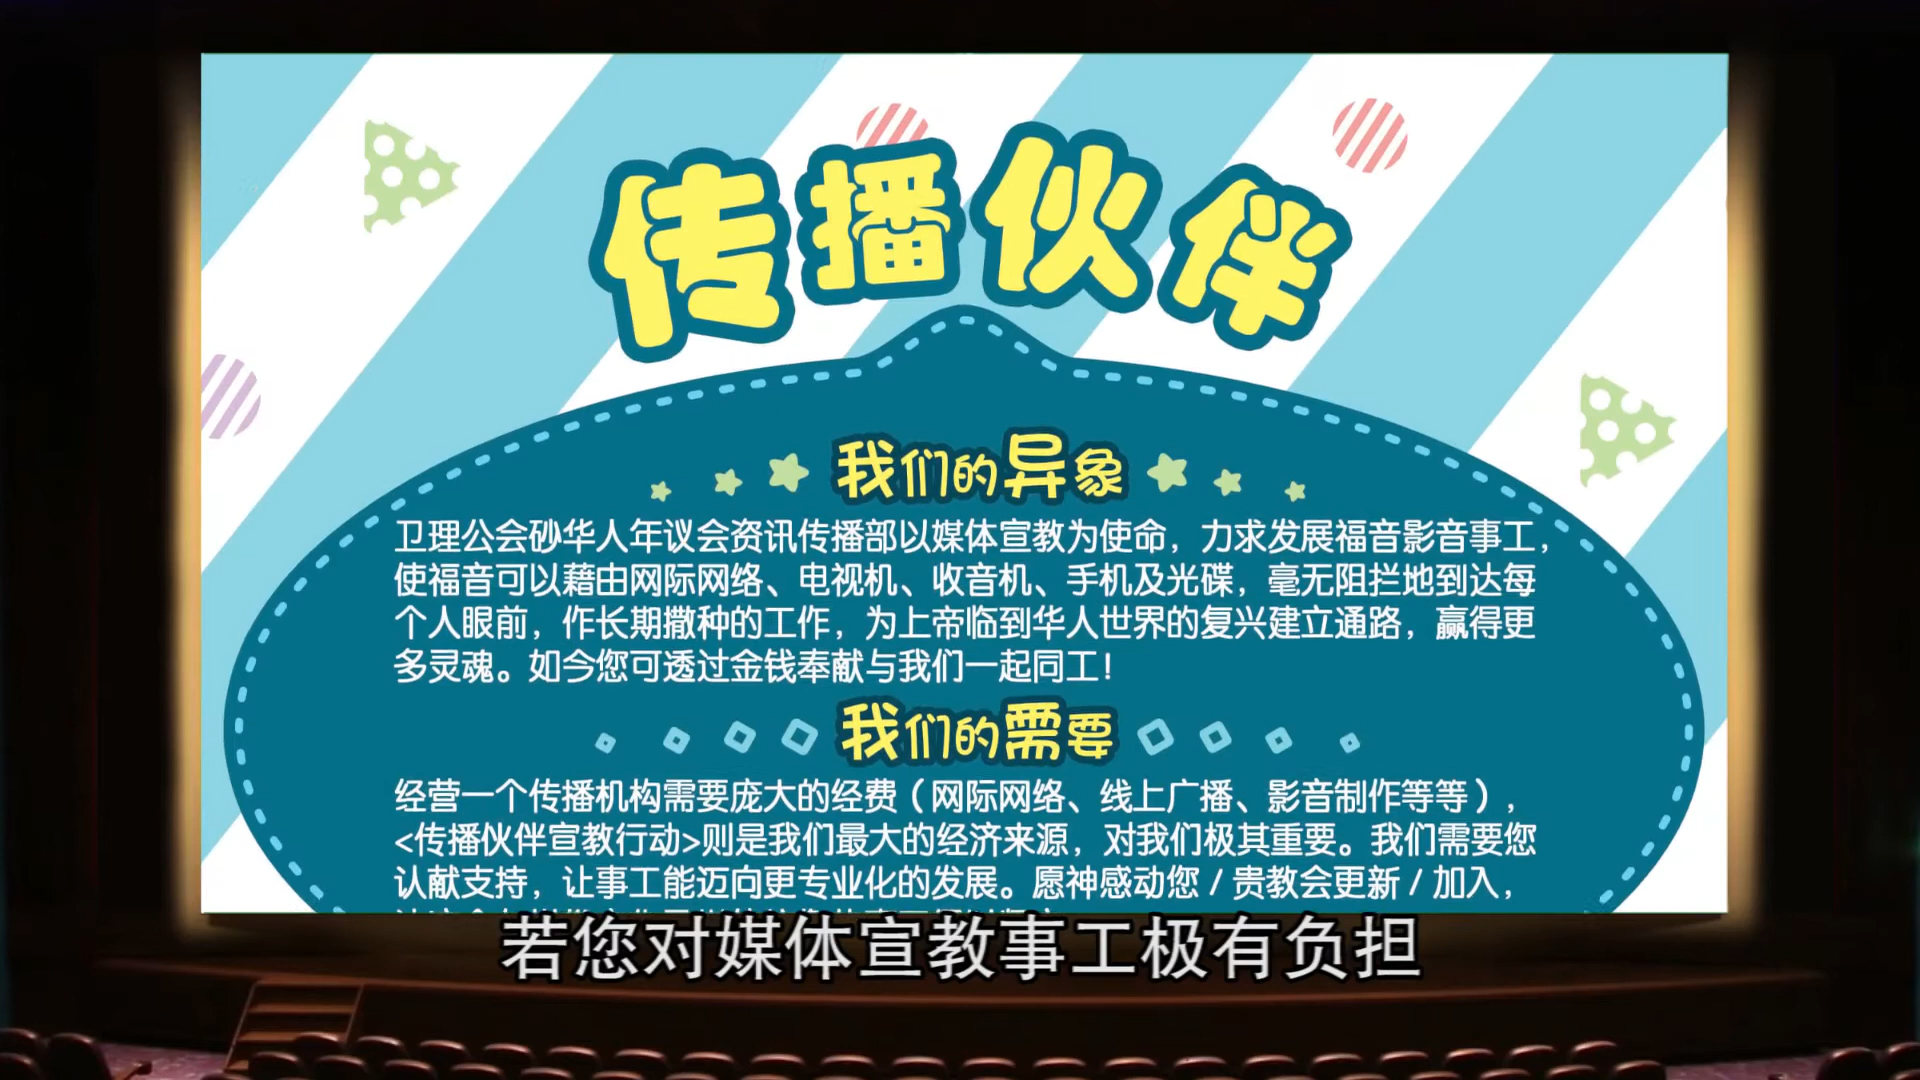 传播伙伴
我们的异象
卫理公会砂华人年议会资讯传播部以媒体宣教为使命，力求发展福音影音事工，
使福音可以藉由网际网络、电视机、收音机、手机及光碟，毫无阻拦地到达每
个人眼前，作长期撒种的工作，为上帝临到华人世界的复兴建立通路，赢得更
多灵魂。如今您可透过金钱奉献与我们一起同工！
我们的需要
经营一个传播机构需要庞大的经费（网际网络、线上广播、影音制作等等），
<传播伙伴宣教行动>则是我们最大的经济来源，对我们极其重要。我们需要您
认献支持，让事工能迈向更专业化的发展。愿神感动您 / 贵教会更新 / 加入，
若您对媒体宣教事工极有负担